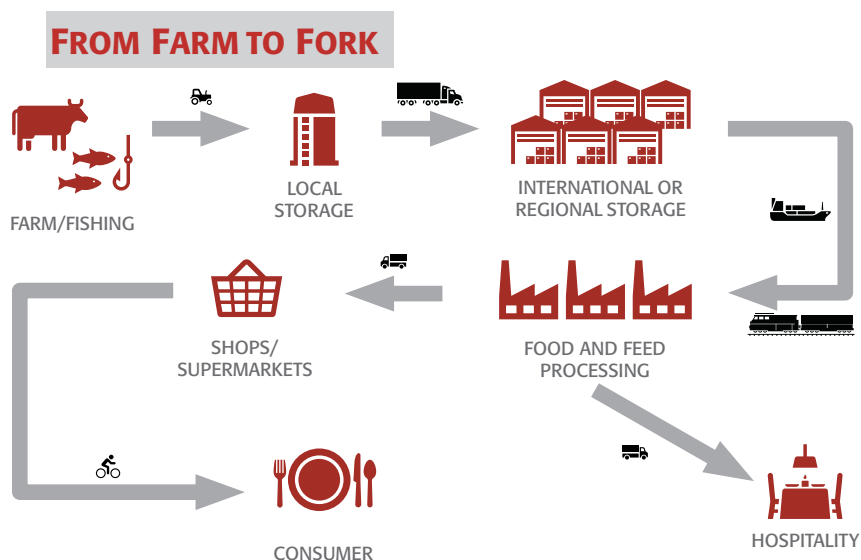 FROM FARM TO FORK
FARM/FISHING
LOCAL
STORAGE
INTERNATIONAL OR
REGIONAL STORAGE
SHOPS/
SUPERMARKETS
FOOD AND FEED
PROCESSING
CONSUMER
HOSPITALITY